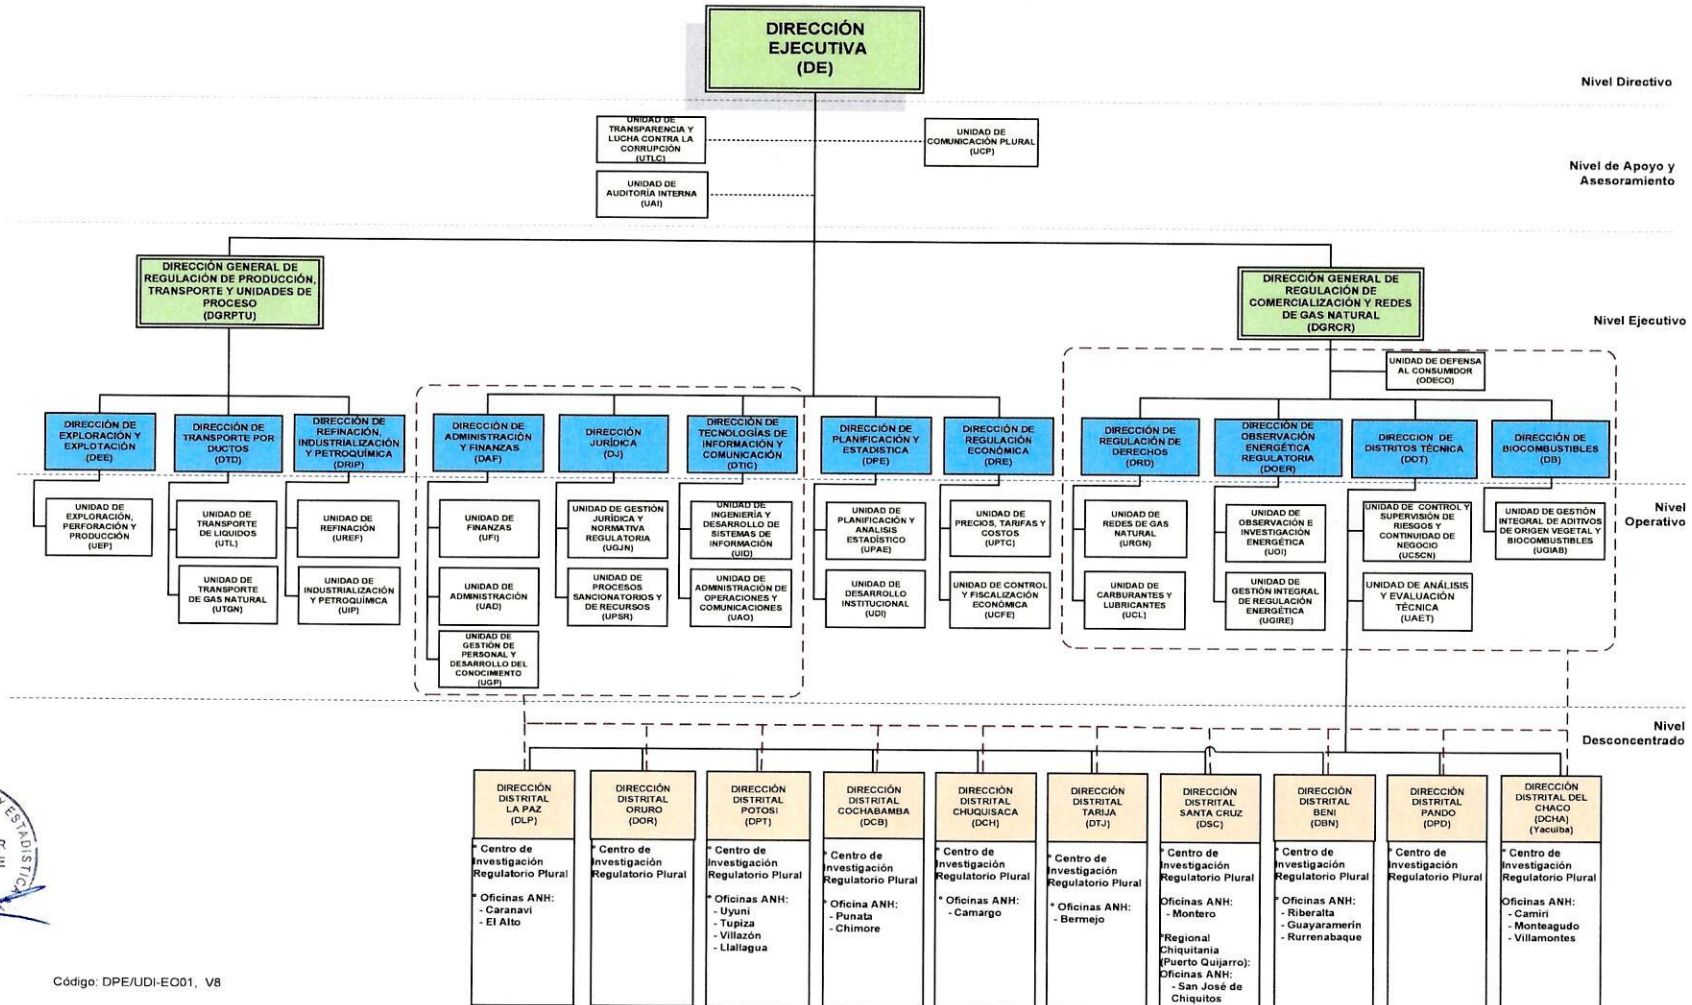 DIRECCIÓN
EJECUTIVA
(DE)
Nivel Directivo
UNIDAD DE
TRANSPARENCIA Y
LUCHA CONTRA LA
CORRUPCIÓN
(UTLC)
UNIDAD DE
COMUNICACIÓN PLURAL
(UCP)
Nivel de Apoyo y
Asesoramiento
UNIDAD DE
AUDITORÍA INTERNA
(UAI)
DIRECCIÓN GENERAL DE
REGULACIÓN DE PRODUCCIÓN,
TRANSPORTE Y UNIDADES DE
PROCESO
(DGRPTU)
DIRECCIÓN GENERAL DE
REGULACIÓN DE
COMERCIALIZACIÓN Y REDES
DE GAS NATURAL
(DGRCR)
Nivel Ejecutivo
UNIDAD DE DEFENSA
AL CONSUMIDOR
(ODECO)
DIRECCIÓN DE
EXPLORACIÓN Y
EXPLOTACIÓN
(DEE)
DIRECCIÓN DE
TRANSPORTE POR
DUCTOS
(DTD)
DIRECCIÓN DE
REFINACIÓN,
INDUSTRIALIZACIÓN
Y PETROQUÍMICA
(DRIP)
DIRECCIÓN DE
ADMINISTRACIÓN
Y FINANZAS
(DAF)
DIRECCIÓN
JURÍDICA
(DJ)
DIRECCIÓN DE
TECNOLOGÍAS DE
INFORMACIÓN Y
COMUNICACIÓN
(DTIC)
DIRECCIÓN DE
PLANIFICACIÓN Y
ESTADISTICA
(DPE)
DIRECCIÓN DE
REGULACIÓN
ECONÓMICA
(DRE)
DIRECCIÓN DE
REGULACIÓN DE
DERECHOS
(DRD)
DIRECCIÓN DE
OBSERVACIÓN
ENERGÉTICA
REGULATORIA
(DOER)
DIRECCION DE
DISTRITOS TÉCNICA
(DDT)
DIRECCIÓN DE
BIOCOMBUSTIBLES
(DB)
Nivel
Operativo
UNIDAD DE
EXPLORACIÓN,
PERFORACIÓN Y
PRODUCCIÓN
(UEP)
UNIDAD DE
TRANSPORTE
DE LIQUIDOS
(UTL)
UNIDAD DE
REFINACIÓN
(UREF)
UNIDAD DE
FINANZAS
(UFI)
UNIDAD DE GESTIÓN
JURÍDICA Y
NORMATIVA
REGULATORIA
(UGJN)
UNIDAD DE
INGENIERÍA Y
DESARROLLO DE
SISTEMAS DE
INFORMACIÓN
(UID)
UNIDAD DE
PLANIFICACIÓN Y
ANALISIS
ESTADÍSTICO
(UPAE)
UNIDAD DE
PRECIOS, TARIFAS Y
COSTOS
(UPTC)
UNIDAD DE
REDES DE GAS
NATURAL
(URGN)
UNIDAD DE
OBSERVACIÓN E
INVESTIGACIÓN
ENERGÉTICA
(UOI)
UNIDAD DE CONTROL Y
SUPERVISIÓN DE
RIESGOS Y
CONTINUIDAD DE
NEGOCIO
(UCSCN)
UNIDAD DE GESTIÓN
INTEGRAL DE ADITIVOS
DE ORIGEN VEGETAL Y
BIOCOMBUSTIBLES
(UGIAB)
UNIDAD DE
TRANSPORTE
DE GAS NATURAL
(UTGN)
UNIDAD DE
INDUSTRIALIZACIÓN
Y PETROQUÍMICA
(UIP)
UNIDAD DE
ADMINISTRACIÓN
(UAD)
UNIDAD DE
PROCESOS
SANCIONATORIOS Y
DE RECURSOS
(UPSR)
UNIDAD DE
ADMINISTRACIÓN DE
OPERACIONES Y
COMUNICACIONES
(UAO)
UNIDAD DE
DESARROLLO
INSTITUCIONAL
(UDI)
UNIDAD DE CONTROL
Y FISCALIZACIÓN
ECONÓMICA
(UCFE)
UNIDAD DE
CARBURANTES Y
LUBRICANTES
(UCL)
UNIDAD DE
GESTIÓN INTEGRAL
DE REGULACIÓN
ENERGÉTICA
(UGIRE)
UNIDAD DE ANÁLISIS
Y EVALUACIÓN
TÉCNICA
(UAET)
UNIDAD DE
GESTIÓN DE
PERSONAL Y
DESARROLLO DEL
CONOCIMIENTO
(UGP)
Nivel
Desconcentrado
DIRECCIÓN
DISTRITAL
LA PAZ
(DLP)
° Centro de
Investigación
Regulatorio Plural
° Oficinas ANH:
- Caranavi
- El Alto
DIRECCIÓN
DISTRITAL
ORURO
(DOR)
° Centro de
Investigación
Regulatorio Plural
DIRECCIÓN
DISTRITAL
POTOSI
(DPT)
° Centro de
Investigación
Regulatorio Plural
° Oficinas ANH:
- Uyuni
- Tupiza
- Villazón
- Llallagua
DIRECCIÓN
DISTRITAL
COCHABAMBA
(DCB)
° Centro de
Investigación
Regulatorio Plural
° Oficina ANH:
- Punata
- Chimore
DIRECCIÓN
DISTRITAL
CHUQUISACA
(DCH)
° Centro de
Investigación
Regulatorio Plural
° Oficinas ANH:
- Camargo
DIRECCIÓN
DISTRITAL
TARIJA
(DTJ)
° Centro de
Investigación
Regulatorio Plural
° Oficinas ANH:
- Bermejo
DIRECCIÓN
DISTRITAL
SANTA CRUZ
(DSC)
° Centro de
Investigación
Regulatorio Plural
Oficinas ANH:
- Montero
°Regional
Chiquitania
(Puerto Quijarro):
Oficinas ANH:
- San José de
Chiquitos
DIRECCIÓN
DISTRITAL
BENI
(DBN)
° Centro de
Investigación
Regulatorio Plural
° Oficinas ANH:
- Riberalta
- Guayaramerín
- Rurrenabaque
DIRECCIÓN
DISTRITAL
PANDO
(DPD)
° Centro de
Investigación
Regulatorio Plural
DIRECCIÓN
DISTRITAL DEL
CHACO
(DCHA)
(Yacuiba)
° Centro de
Investigación
Regulatorio Plural
Oficinas ANH:
- Camiri
- Monteagudo
- Villamontes
Y ESTADÍSTICA
Código: DPE/UDI-EO01, V8